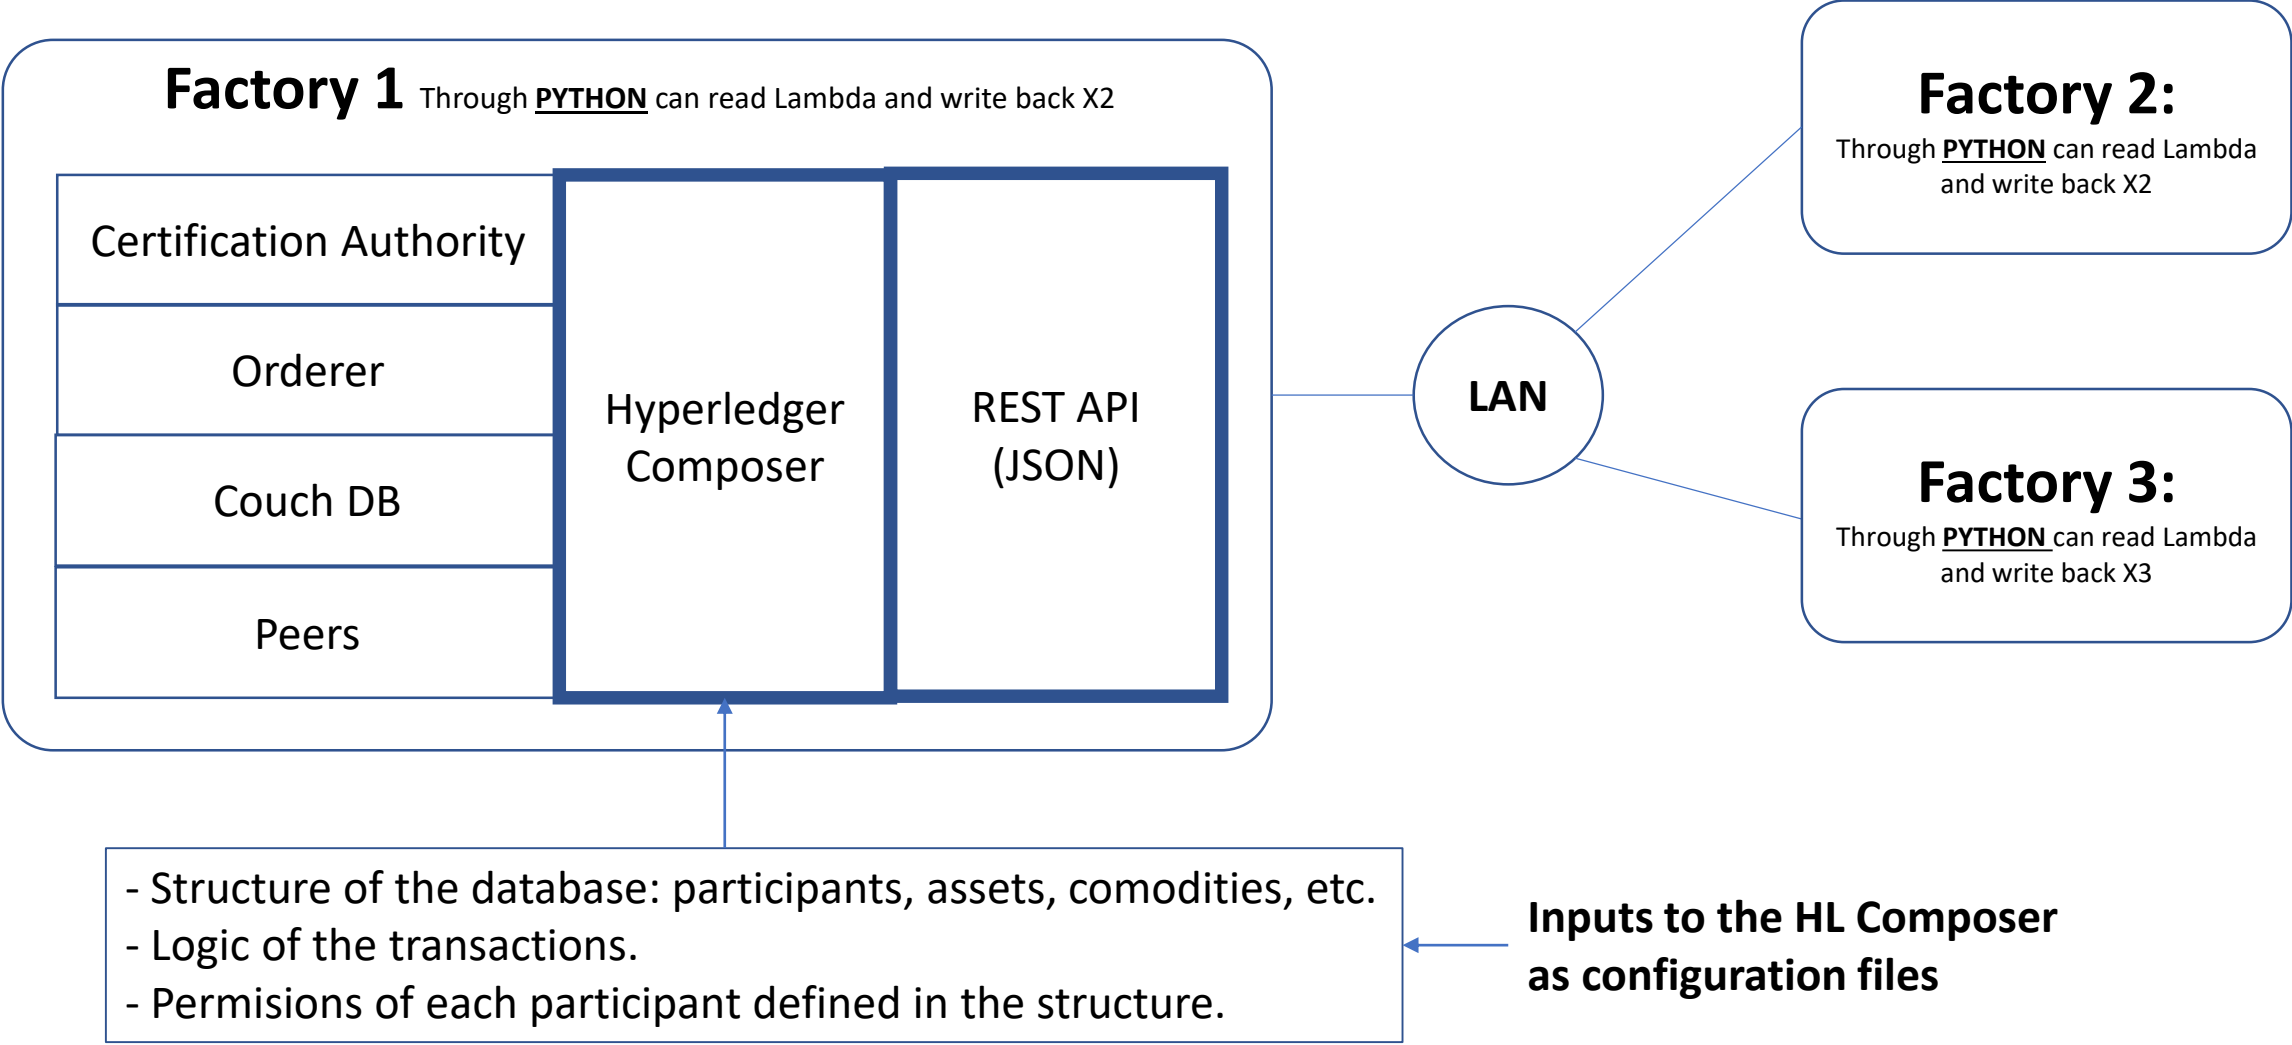 Factory 1 Through PYTHON can read Lambda and write back X2
Certification Authority
Orderer
Couch DB
Peers
Hyperledger
Composer
REST API
(JSON)
LAN
Factory 2:
Through PYTHON can read Lambda
and write back X2
Factory 3:
Through PYTHON can read Lambda
and write back X3
- Structure of the database: participants, assets, comodities, etc.
- Logic of the transactions.
- Permisions of each participant defined in the structure.
Inputs to the HL Composer
as configuration files